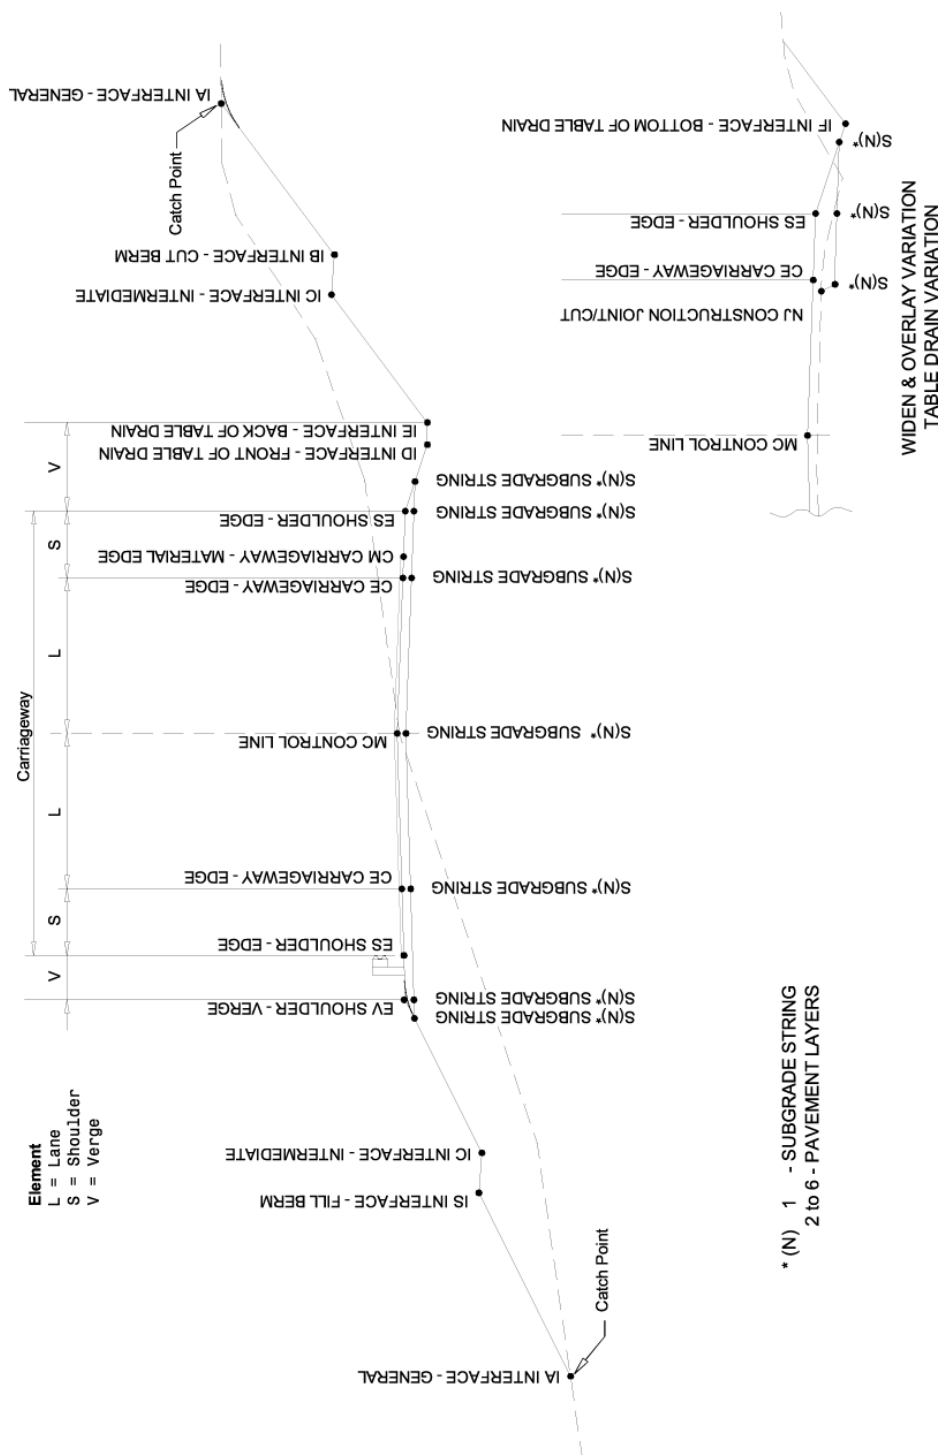 IA INTERFACE - GENERAL
Catch Point
IB INTERFACE - CUT BERM
IC INTERFACE - INTERMEDIATE
IE INTERFACE - BACK OF TABLE DRAIN
ID INTERFACE - FRONT OF TABLE DRAIN
V
S(N)* SUBGRADE STRING
ES SHOULDER - EDGE
S(N)* SUBGRADE STRING
S
CM CARRIAGEWAY - MATERIAL EDGE
CE CARRIAGEWAY - EDGE
S(N)* SUBGRADE STRING
L
Carriageway
MC CONTROL LINE
S(N)* SUBGRADE STRING
L
CE CARRIAGEWAY - EDGE
S(N)* SUBGRADE STRING
S
ES SHOULDER - EDGE
V
EV SHOULDER - VERGE
S(N)* SUBGRADE STRING
S(N)* SUBGRADE STRING
Element
L = Lane
S = Shoulder
V = Verge
IC INTERFACE - INTERMEDIATE
IS INTERFACE - FILL BERM
IA INTERFACE - GENERAL
Catch Point
IF INTERFACE - BOTTOM OF TABLE DRAIN
S(N)*
ES SHOULDER - EDGE
S(N)*
CE CARRIAGEWAY - EDGE
S(N)*
NJ CONSTRUCTION JOINT/CUT
MC CONTROL LINE
WIDEN & OVERLAY VARIATION
TABLE DRAIN VARIATION
* (N) 1 - SUBGRADE STRING
2 to 6 - PAVEMENT LAYERS